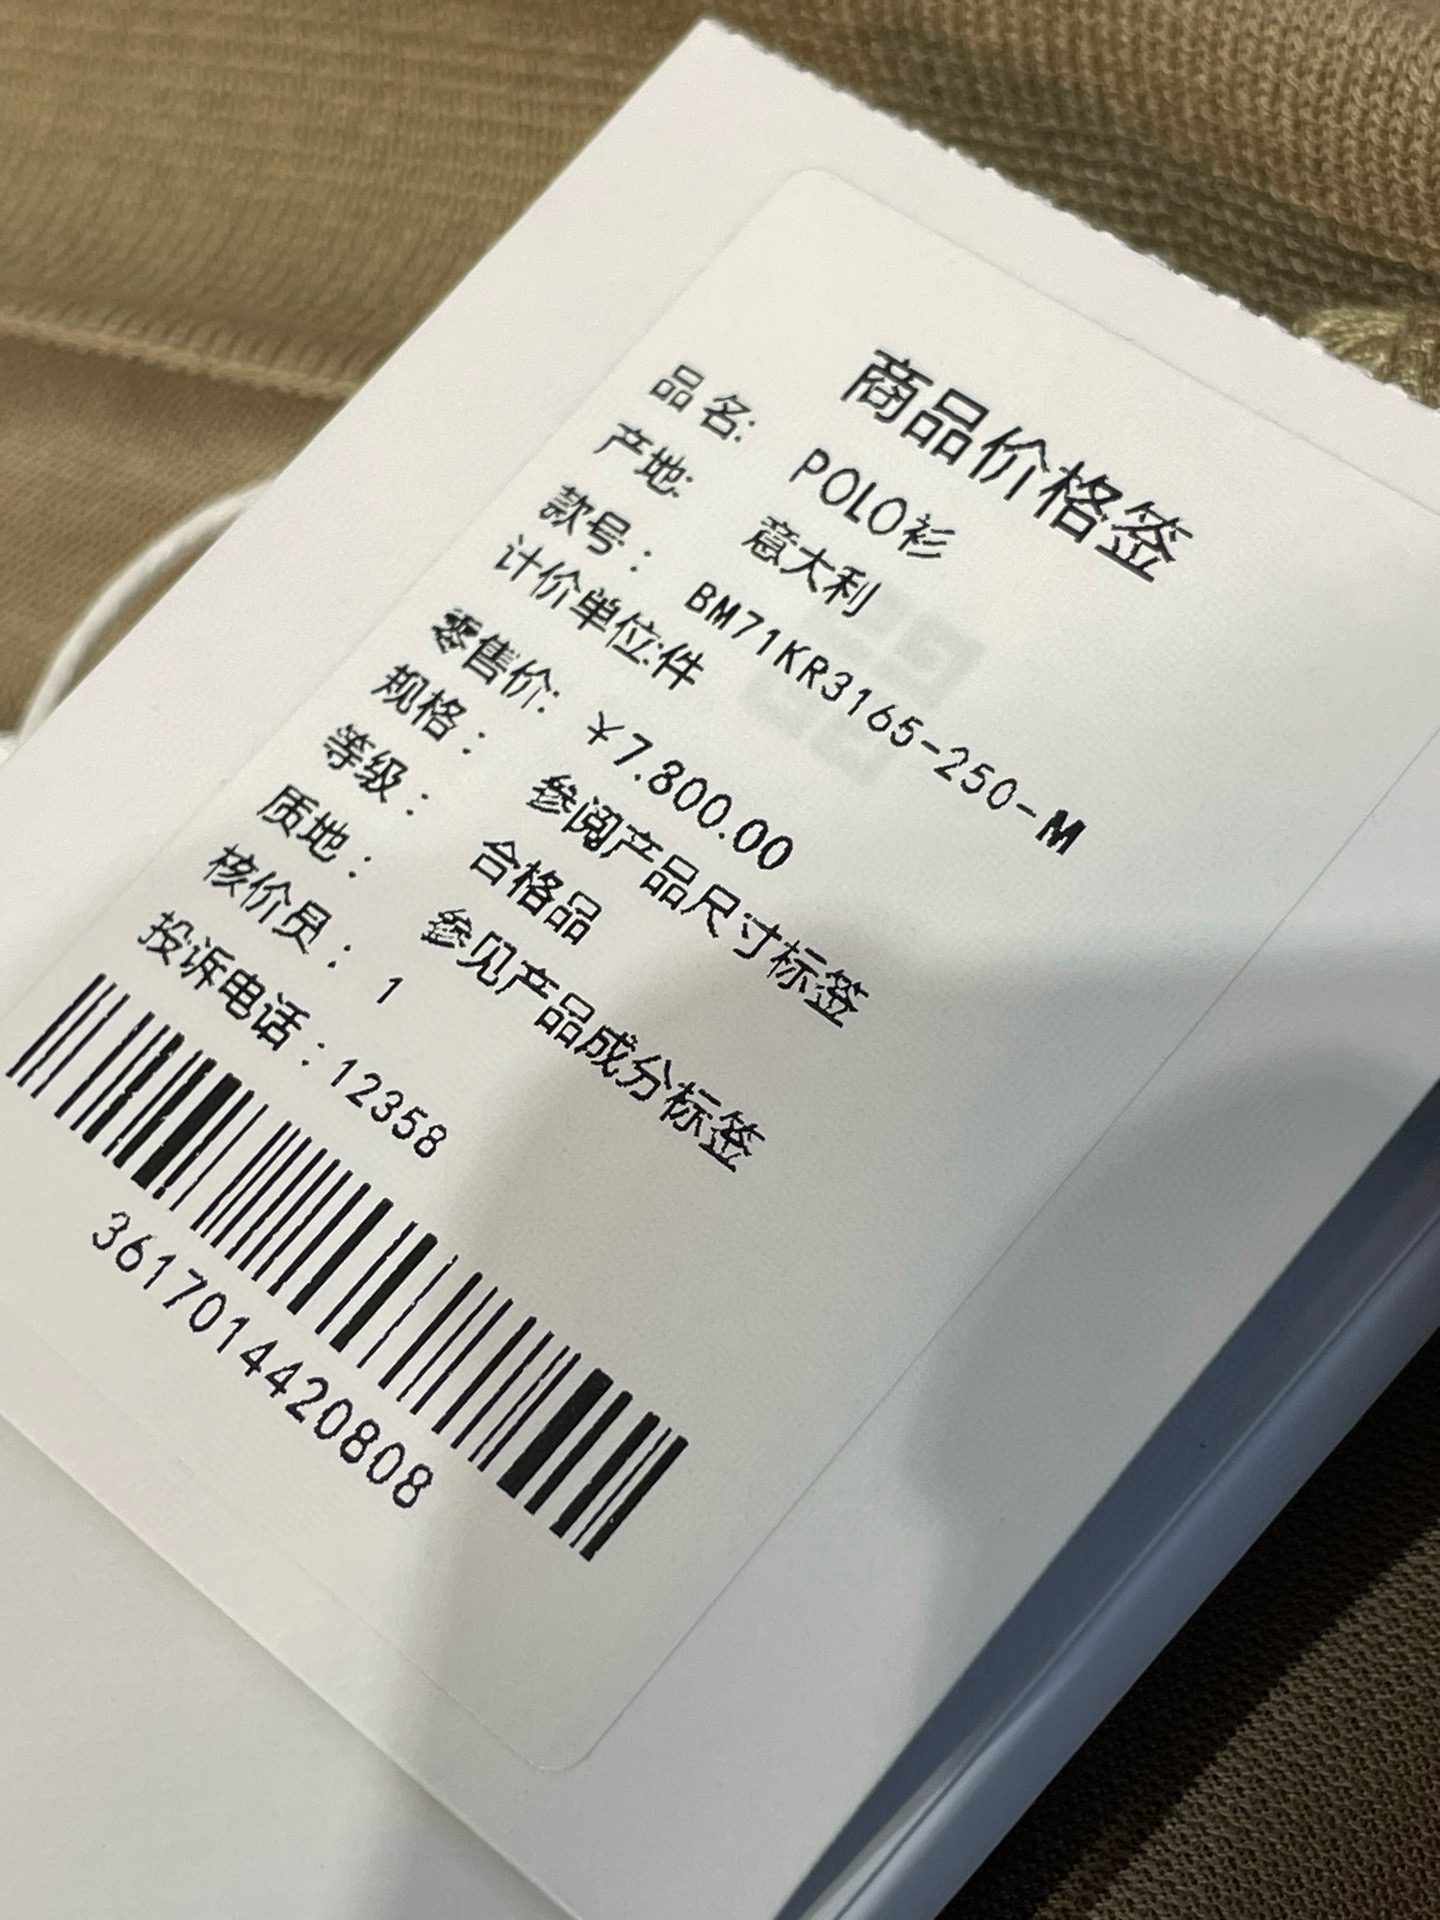 商品价格签
品名: POLO衫
产地: 意大利
款号: BM71KR3165-250-M
计价单位:件
零售价: ¥7.800.00
规格: 参阅产品尺寸标签
等级: 合格品
质地: 参见产品成分标签
核价员: 1
投诉电话:12358
3617014420808